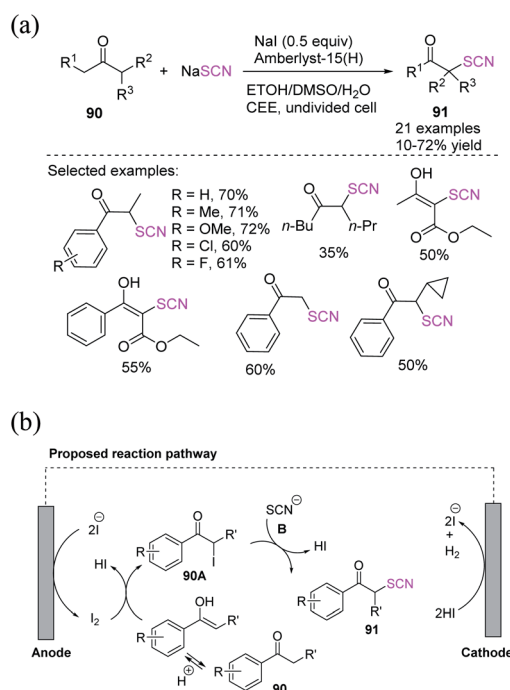 (a)
O
R1
R2
R3
90
+
NaSCN
NaI (0.5 equiv)
Amberlyst-15(H)
ETOH/DMSO/H2O
CEE, undivided cell
O
R1
SCN
R2
R3
91
21 examples
10-72% yield
Selected examples:
O
SCN
R
R = H, 70%
R = Me, 71%
R = OMe, 72%
R = Cl, 60%
R = F, 61%
O
SCN
n-Bu
n-Pr
35%
OH
SCN
O
O
50%
OH
SCN
O
O
55%
O
SCN
60%
O
SCN
50%
(b)
Proposed reaction pathway
2I⊖
HI
I2
Anode
O
R'
R
I
90A
OH
R'
R
H⊕
O
R'
R
90
SCN⊖
B
HI
O
SCN
R'
R
91
⊖
2I
+
H2
2HI
Cathode